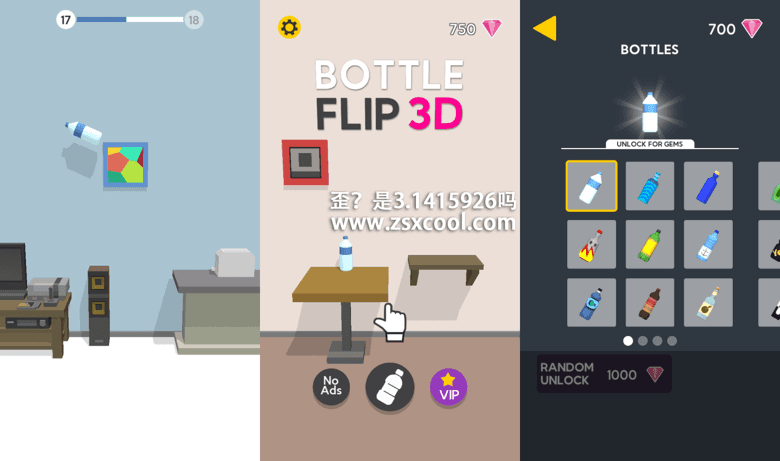 17
18
750
BOTTLE
FLIP 3D
歪？是3.1415926吗
www.zsxcool.com
No
Ads
VIP
700
BOTTLES
UNLOCK FOR GEMS
RANDOM
UNLOCK
1000